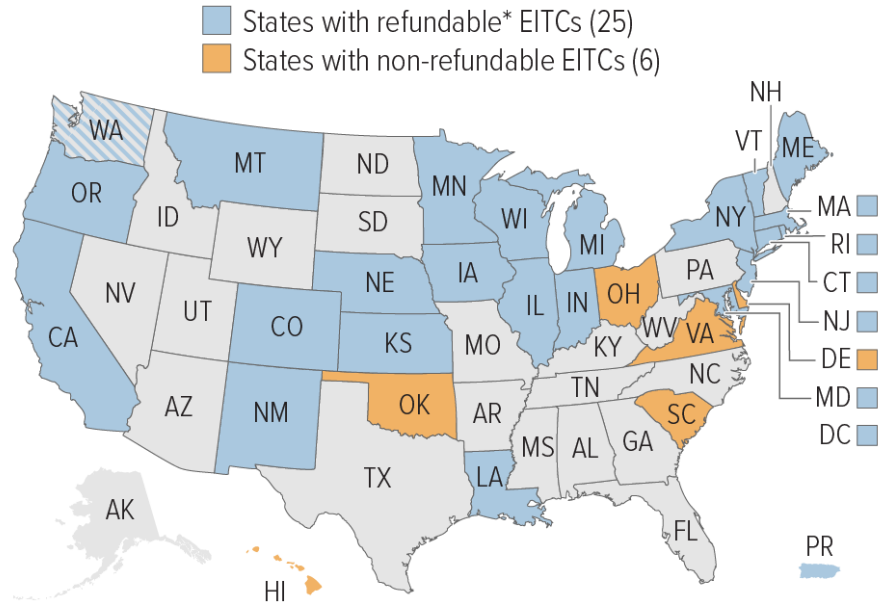 States with refundable* EITCs (25)
States with non-refundable EITCs (6)
NH
WA
VT
ME
MT
ND
MN
OR
ID
SD
WI
NY
MA
WY
MI
RI
IA
PA
CT
NE
NV
UT
IL
IN
OH
NJ
CO
WV
VA
CA
KS
MO
KY
DE
NC
TN
MD
AZ
NM
OK
AR
SC
DC
MS
AL
GA
TX
LA
AK
FL
PR
HI